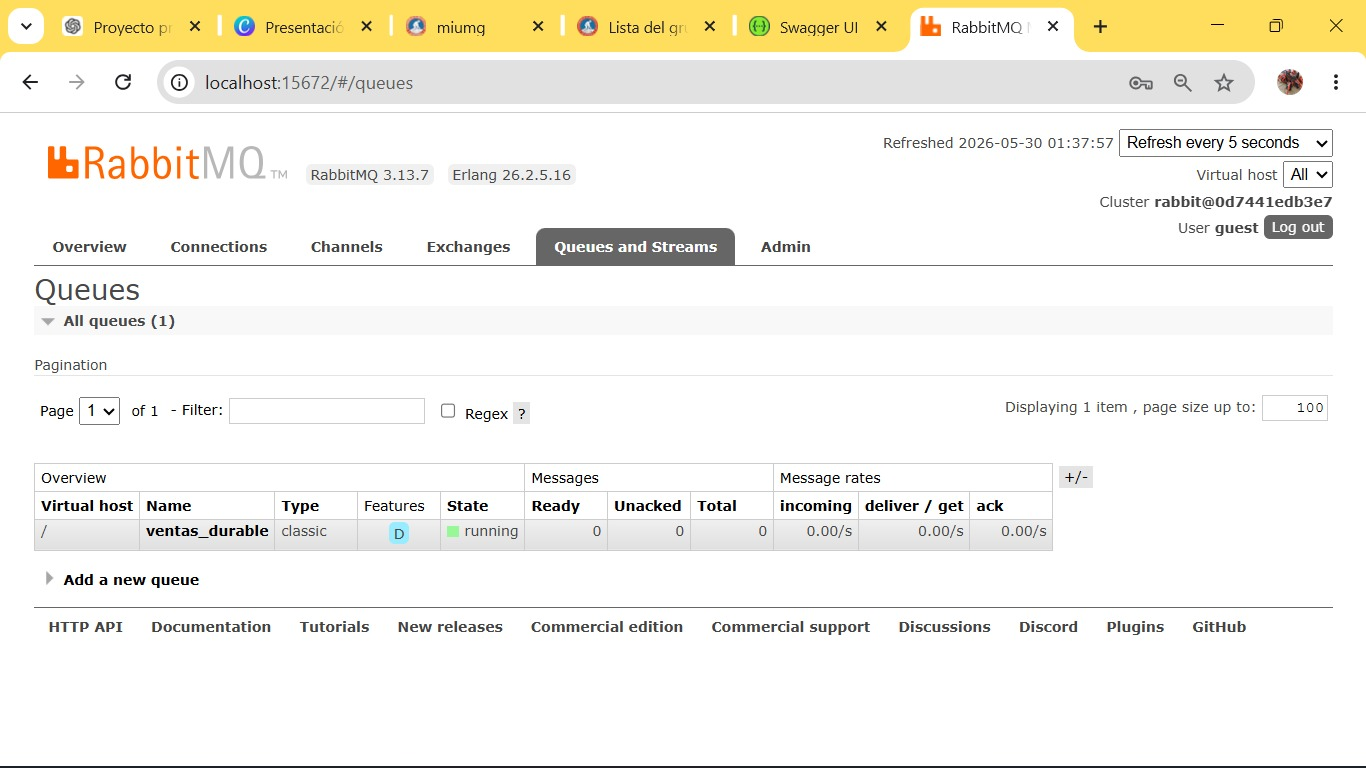 Proyecto pr
Presentació
miumg
Lista del gru
Swagger UI
RabbitMQ M
localhost:15672/#/queues
Refreshed 2026-05-30 01:37:57 Refresh every 5 seconds
RabbitMQ TM RabbitMQ 3.13.7 Erlang 26.2.5.16
Virtual host All
Cluster rabbit@0d7441edb3e7
User guest Log out
Overview Connections Channels Exchanges Queues and Streams Admin
Queues
All queues (1)
Pagination
Page 1 of 1 - Filter: Regex ? Displaying 1 item , page size up to: 100
Overview Messages Message rates +/-
Virtual host Name Type Features State Ready Unacked Total incoming deliver / get ack
/ ventas_durable classic D running 0 0 0 0.00/s 0.00/s 0.00/s
Add a new queue
HTTP API Documentation Tutorials New releases Commercial edition Commercial support Discussions Discord Plugins GitHub